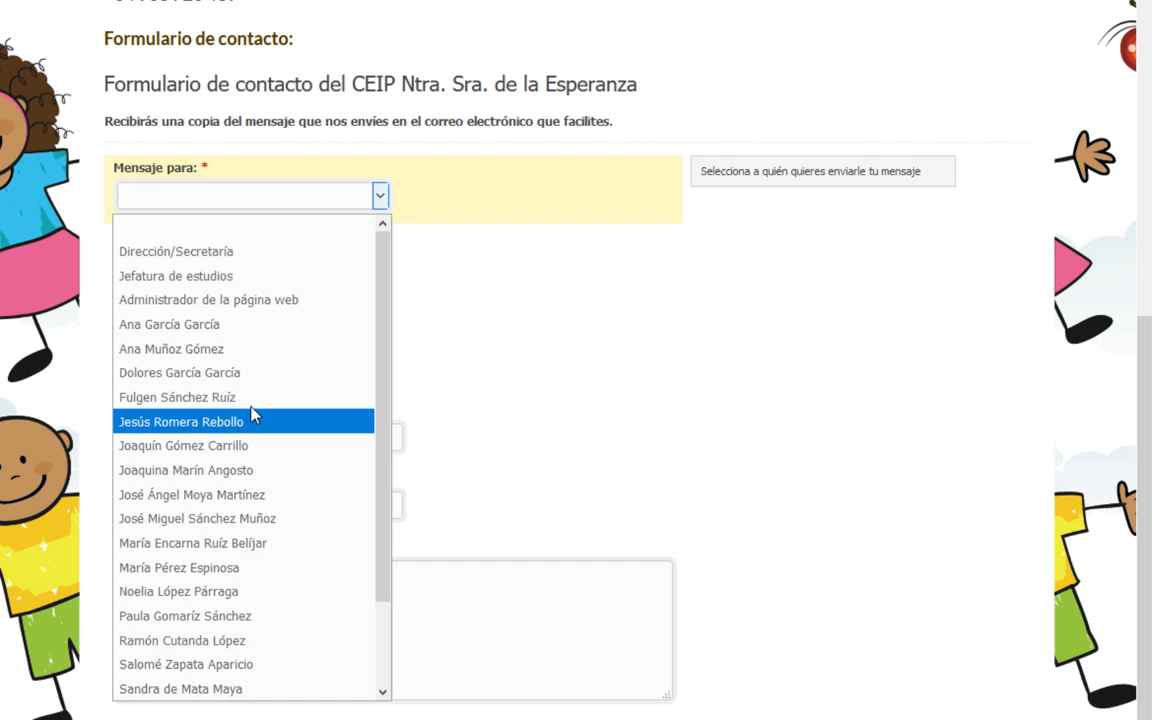 Formulario de contacto:
Formulario de contacto del CEIP Ntra. Sra. de la Esperanza
Recibirás una copia del mensaje que nos envíes en el correo electrónico que facilites.
Mensaje para: *
Selecciona a quién quieres enviarle tu mensaje
Dirección/Secretaría
Jefatura de estudios
Administrador de la página web
Ana García García
Ana Muñoz Gómez
Dolores García García
Fulgen Sánchez Ruíz
Jesús Romera Rebollo
Joaquín Gómez Carrillo
Joaquina Marín Angosto
José Ángel Moya Martínez
José Miguel Sánchez Muñoz
María Encarna Ruíz Belíjar
María Pérez Espinosa
Noelia López Párraga
Paula Gomaríz Sánchez
Ramón Cutanda López
Salomé Zapata Aparicio
Sandra de Mata Maya